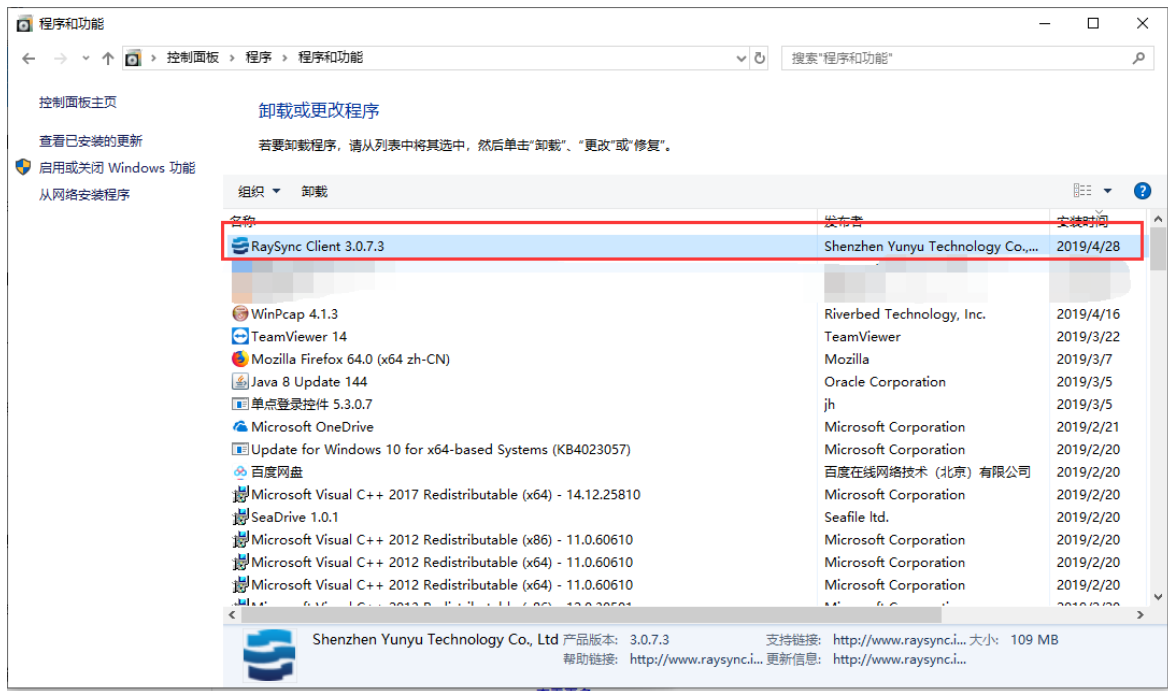 程序和功能
控制面板 › 程序 › 程序和功能
搜索"程序和功能"
控制面板主页
查看已安装的更新
启用或关闭 Windows 功能
从网络安装程序
卸载或更改程序
若要卸载程序，请从列表中将其选中，然后单击"卸载"、"更改"或"修复"。
组织 卸载
名称 发布者 安装时间
RaySync Client 3.0.7.3 Shenzhen Yunyu Technology Co.,... 2019/4/28
WinPcap 4.1.3 Riverbed Technology, Inc. 2019/4/16
TeamViewer 14 TeamViewer 2019/3/22
Mozilla Firefox 64.0 (x64 zh-CN) Mozilla 2019/3/7
Java 8 Update 144 Oracle Corporation 2019/3/5
单点登录控件 5.3.0.7 jh 2019/3/5
Microsoft OneDrive Microsoft Corporation 2019/2/21
Update for Windows 10 for x64-based Systems (KB4023057) Microsoft Corporation 2019/2/20
百度网盘 百度在线网络技术（北京）有限公司 2019/2/20
Microsoft Visual C++ 2017 Redistributable (x64) - 14.12.25810 Microsoft Corporation 2019/2/20
SeaDrive 1.0.1 Seafile ltd. 2019/2/20
Microsoft Visual C++ 2012 Redistributable (x86) - 11.0.60610 Microsoft Corporation 2019/2/20
Microsoft Visual C++ 2012 Redistributable (x64) - 11.0.60610 Microsoft Corporation 2019/2/20
Microsoft Visual C++ 2012 Redistributable (x64) - 11.0.60610 Microsoft Corporation 2019/2/20
Shenzhen Yunyu Technology Co., Ltd 产品版本: 3.0.7.3 支持链接: http://www.raysync.i... 大小: 109 MB
帮助链接: http://www.raysync.i... 更新信息: http://www.raysync.i...